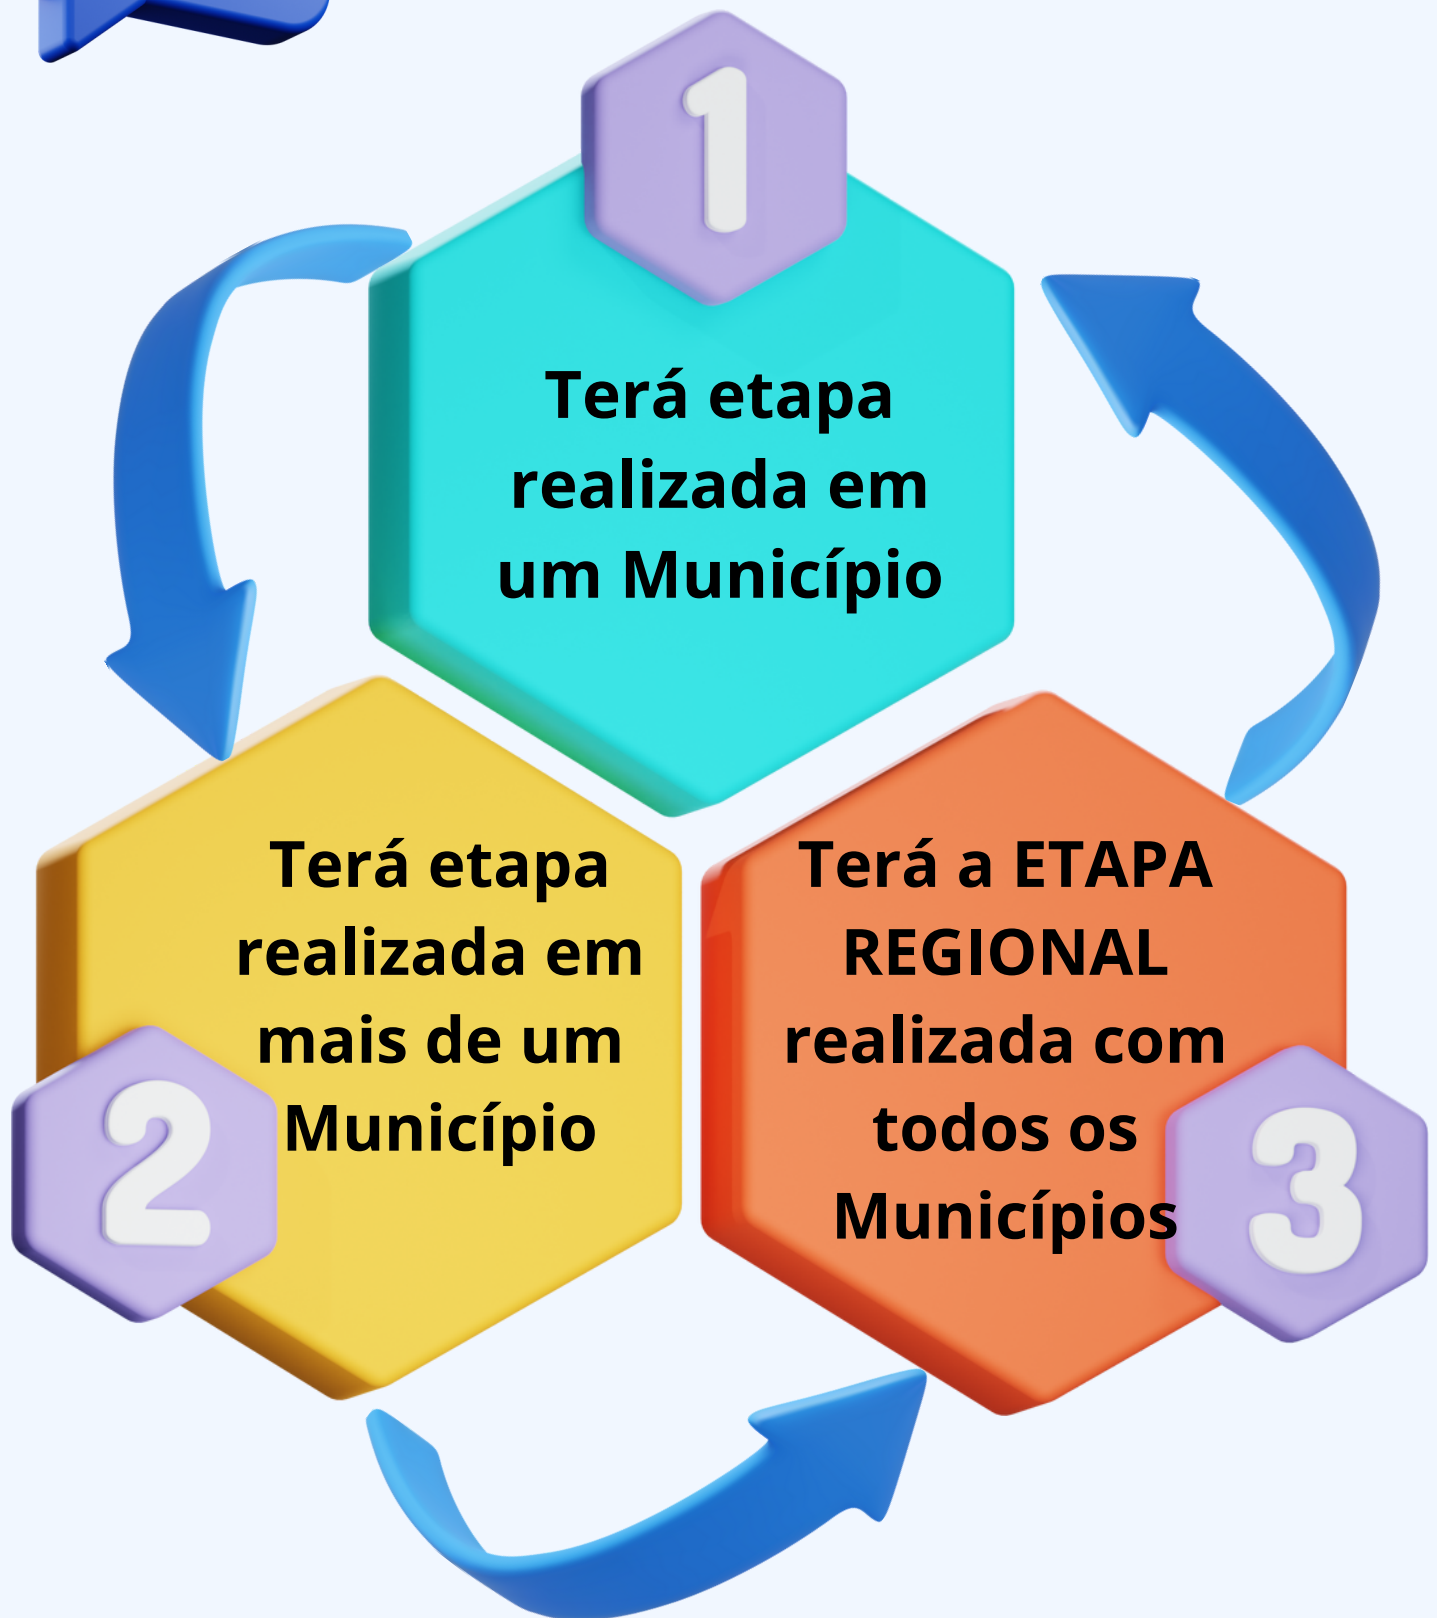 1
Terá etapa
realizada em
um Município
2
Terá etapa
realizada em
mais de um
Município
3
Terá a ETAPA
REGIONAL
realizada com
todos os
Municípios